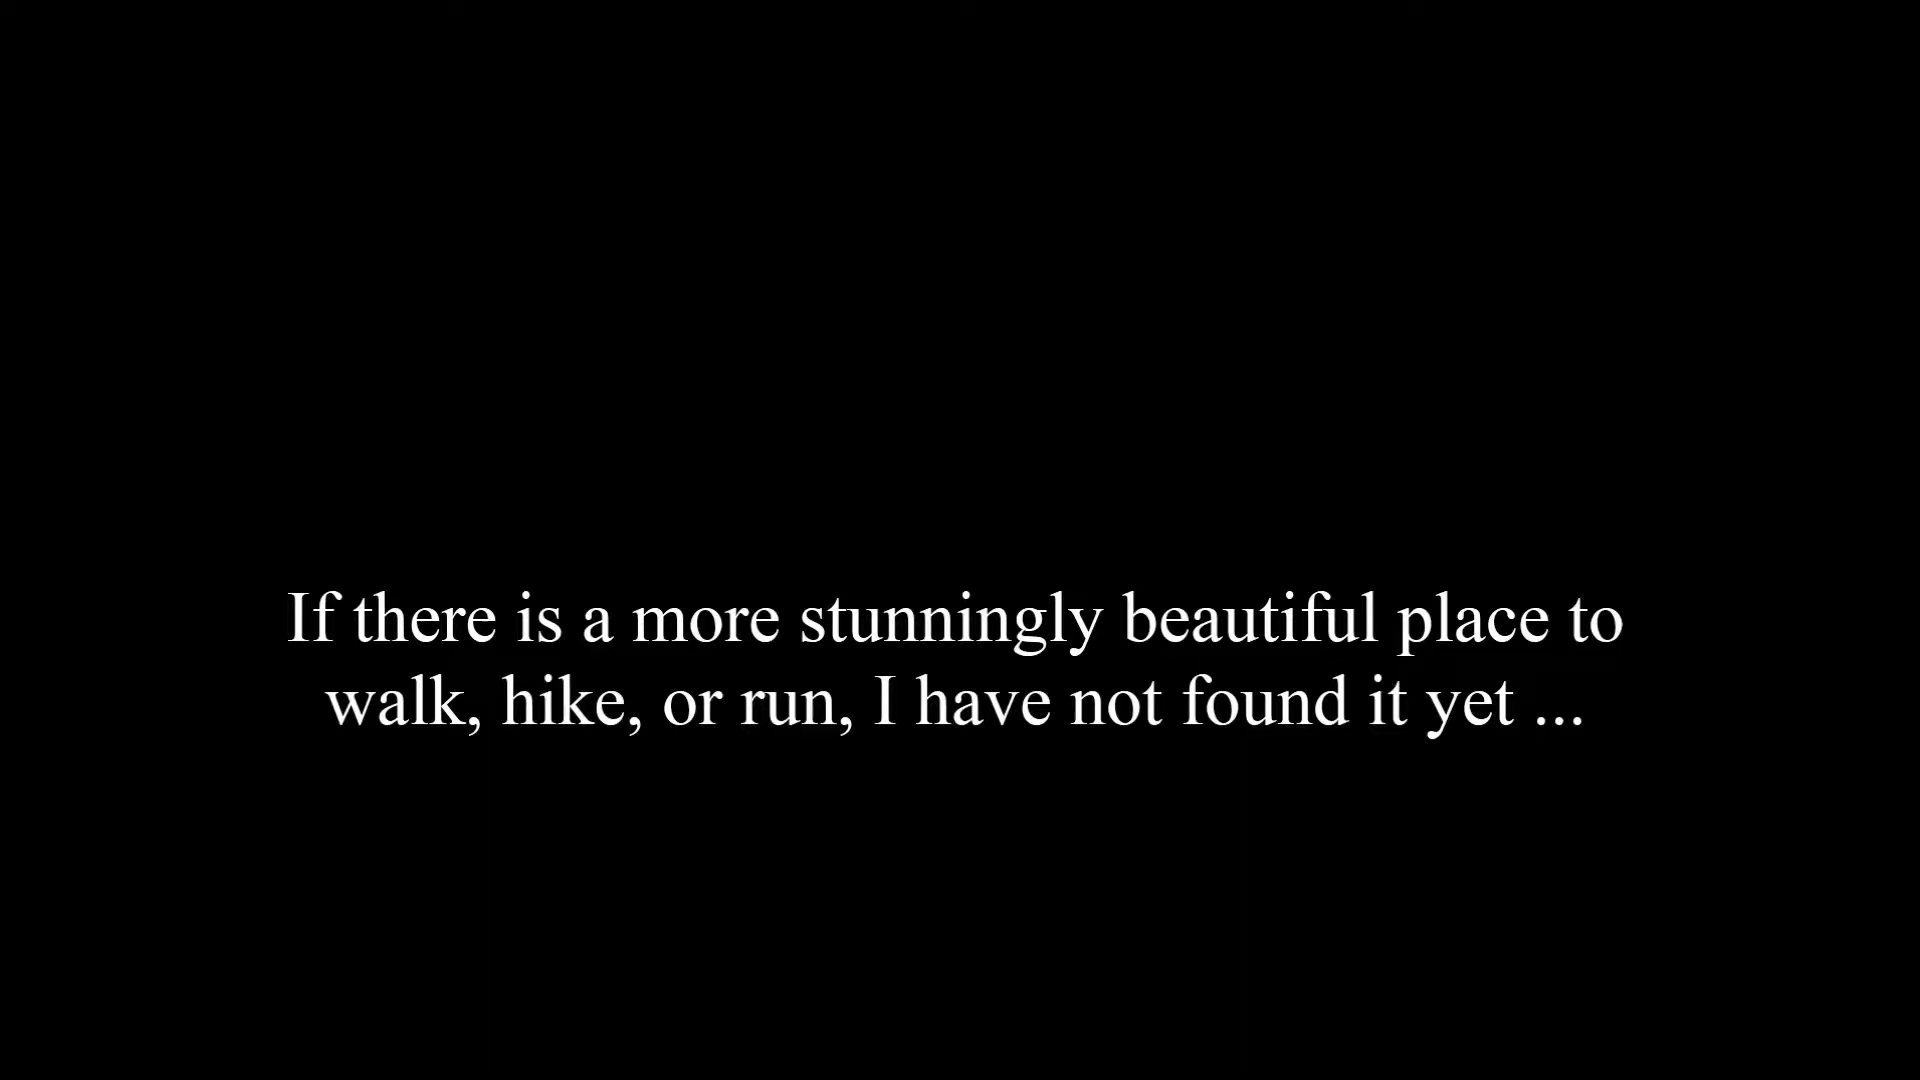 If there is a more stunningly beautiful place to
walk, hike, or run, I have not found it yet ...